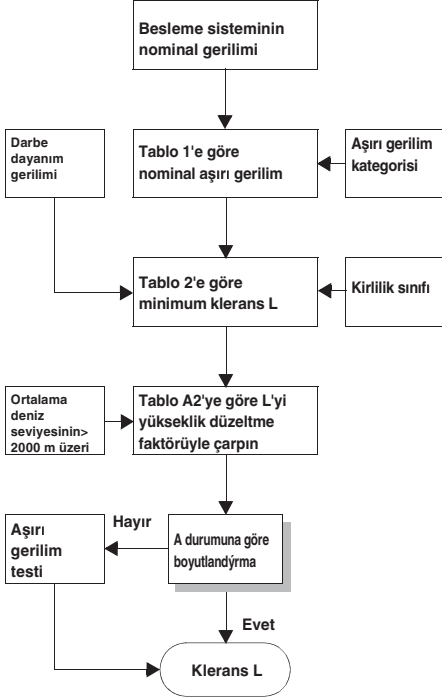 Besleme sisteminin
nominal gerilimi
Darbe
dayanım
gerilimi
Tablo 1'e göre
nominal aşırı gerilim
Aşırı gerilim
kategorisi
Tablo 2'e göre
minimum klerans L
Kirlilik sınıfı
Ortalama
deniz
seviyesinin>
2000 m üzeri
Tablo A2'ye göre L'yi
yükseklik düzeltme
faktörüyle çarpın
Aşırı
gerilim
testi
Hayır
A durumuna göre
boyutlandýrma
Evet
Klerans L